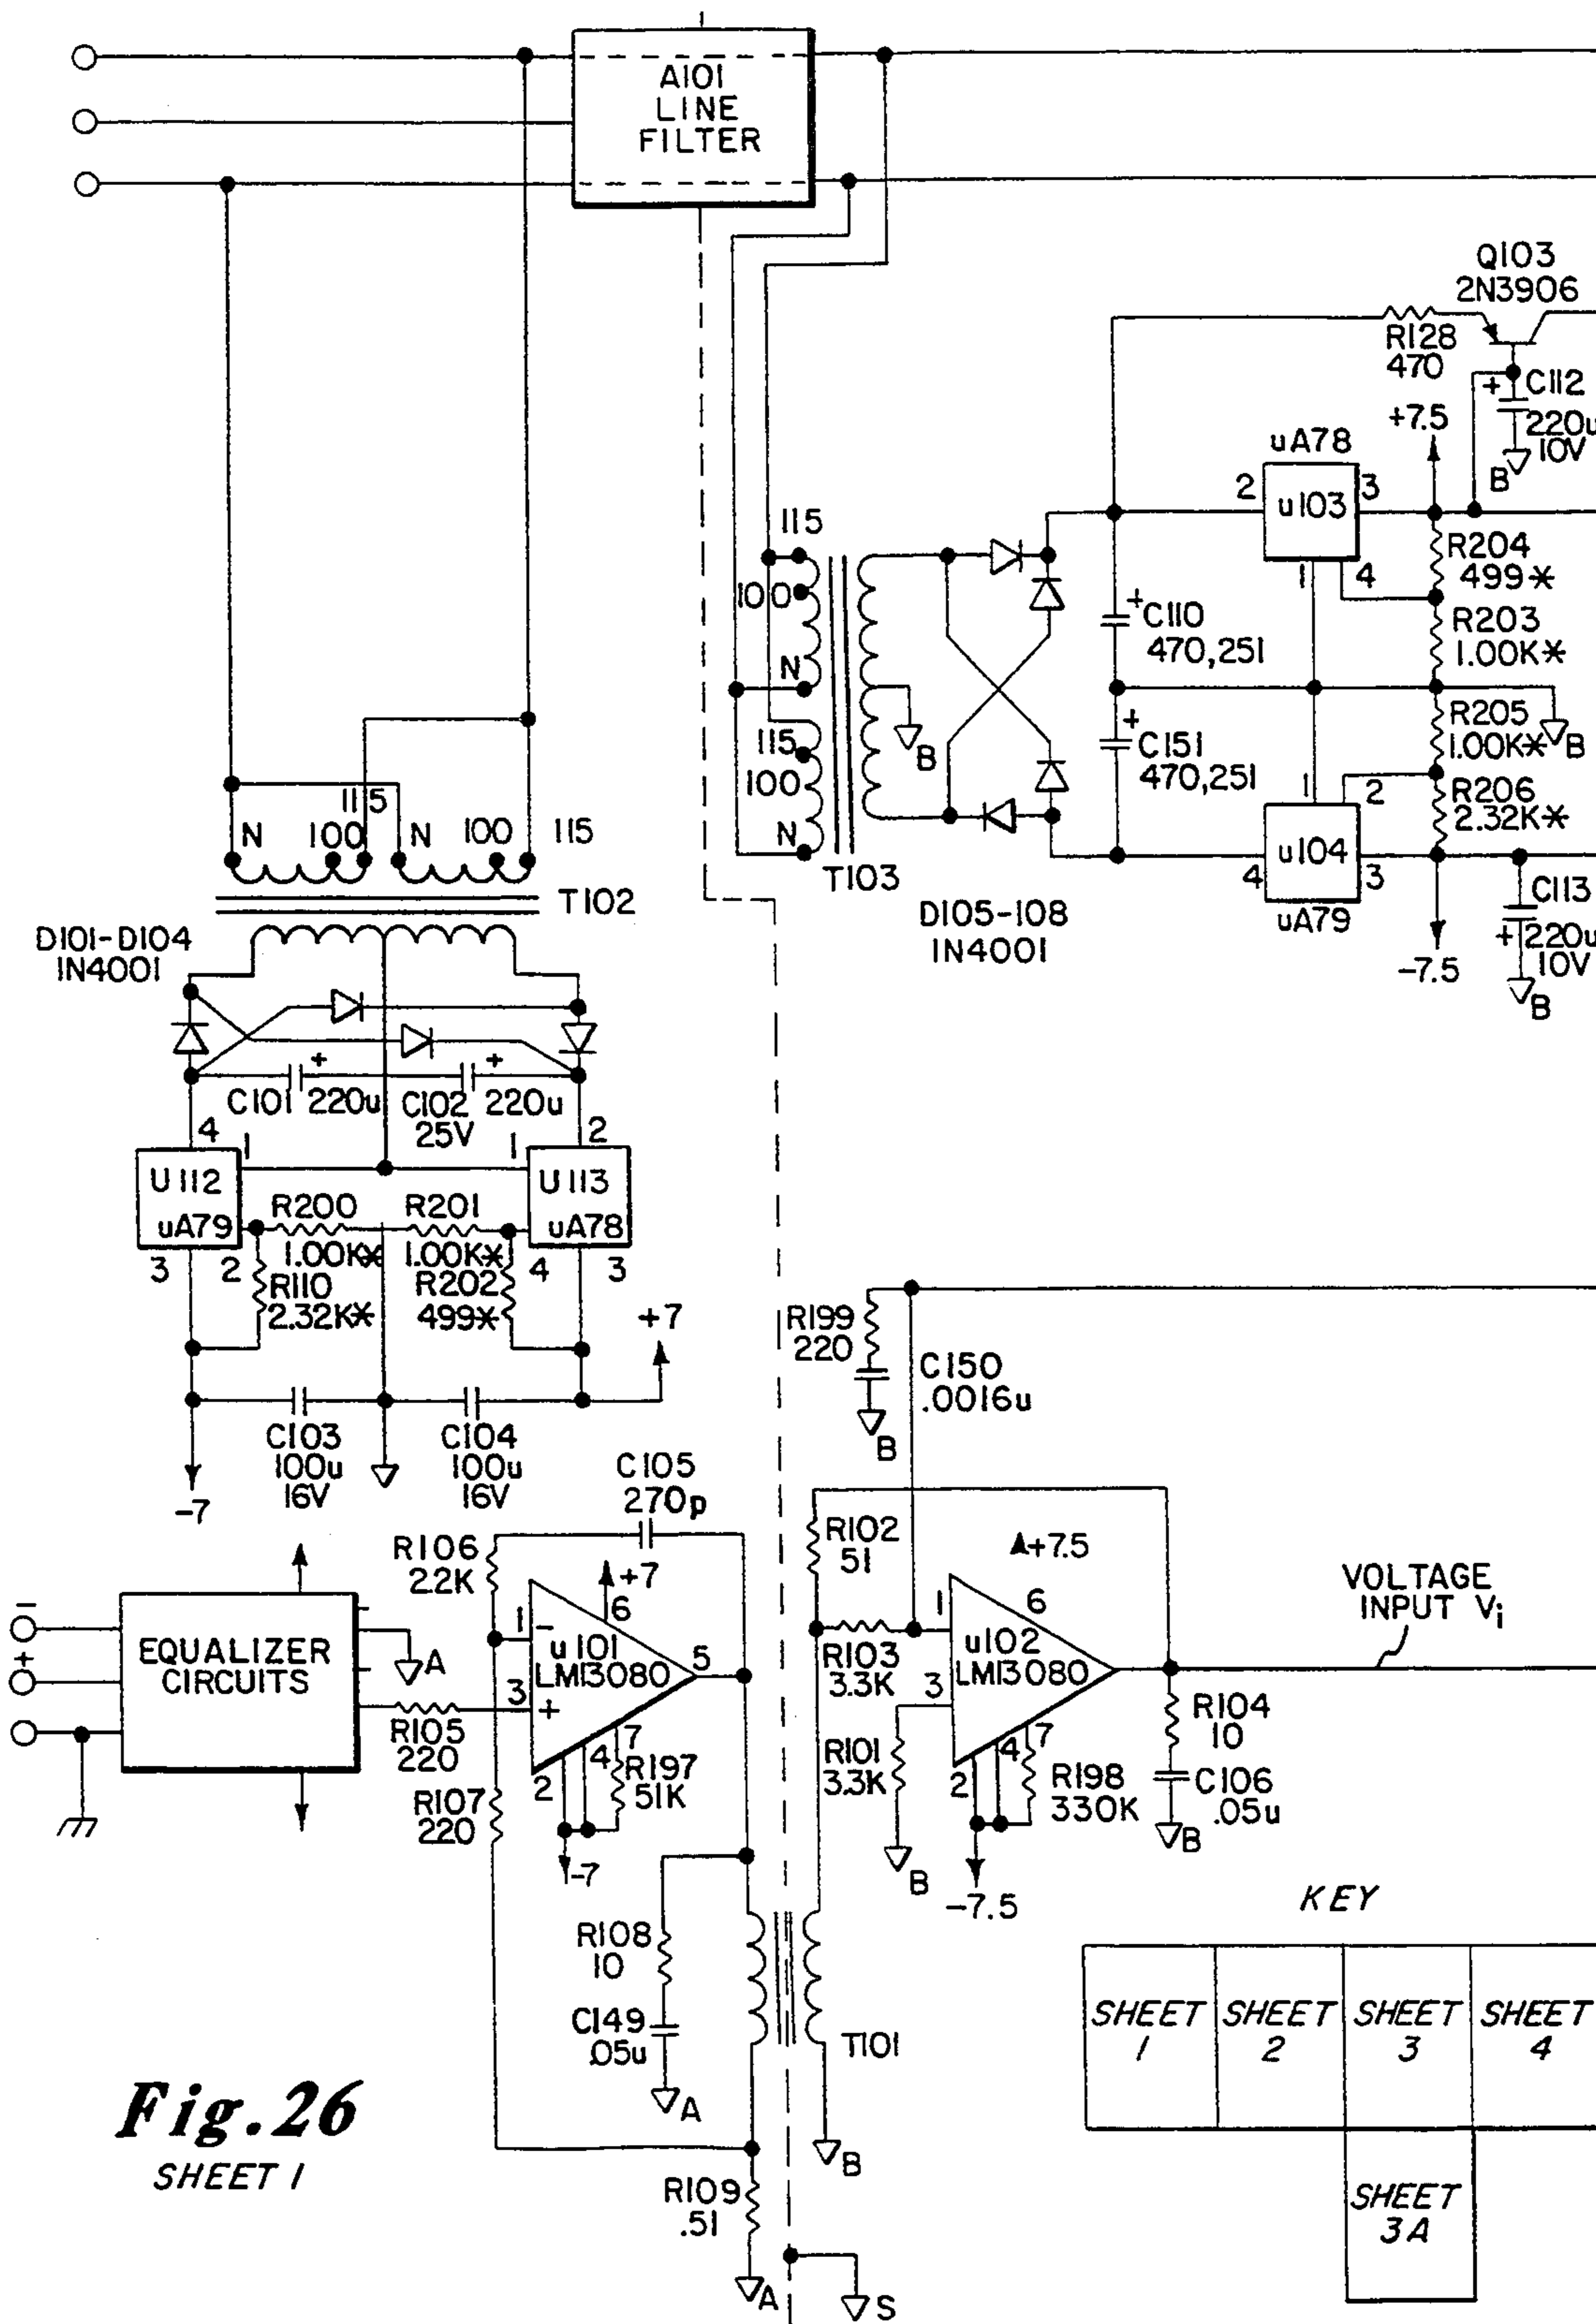 A101
LINE
FILTER
Q103
2N3906
R128
470
+ C112
220u
10V
B
+7.5
uA78
2 u103 3
1 4
R204
499*
R203
1.00K*
115
100
N
+ C110
470,251
B
115
100
N
+ C151
470,251
R205
1.00K* B
R206
2.32K*
1 2
4 u104 3
uA79
-7.5
C113
+ 220u
10V
B
T103
D105-108
1N4001
115
N 100 N 100 115
T102
D101-D104
1N4001
+ +
C101 220u C102 220u
25V
4 1 1 2
U112 U113
uA79 uA78
R200 R201
1.00K* 1.00K*
3 2 4 3
R110 R202
2.32K* 499*
+7
C103 C104
100u 100u
16V 16V
-7
R199
220
C150
.0016u
B
C105
270p
R106
2.2K
+7
6
1 -
u101
LM13080
5
3 +
7
4
2
R197
51K
-7
- 
+
EQUALIZER
CIRCUITS
A
R105
220
R107
220
R102
51
+7.5
R103
3.3K
1 6
u102
LM13080
3
7
4
2
R101
3.3K
B
R198
330K
-7.5
VOLTAGE
INPUT Vi
R104
10
C106
.05u
B
R108
10
C149
.05u
A
T101
B
R109
.51
A
S
KEY
SHEET SHEET SHEET SHEET
1 2 3 4
SHEET
3A
Fig. 26
SHEET 1